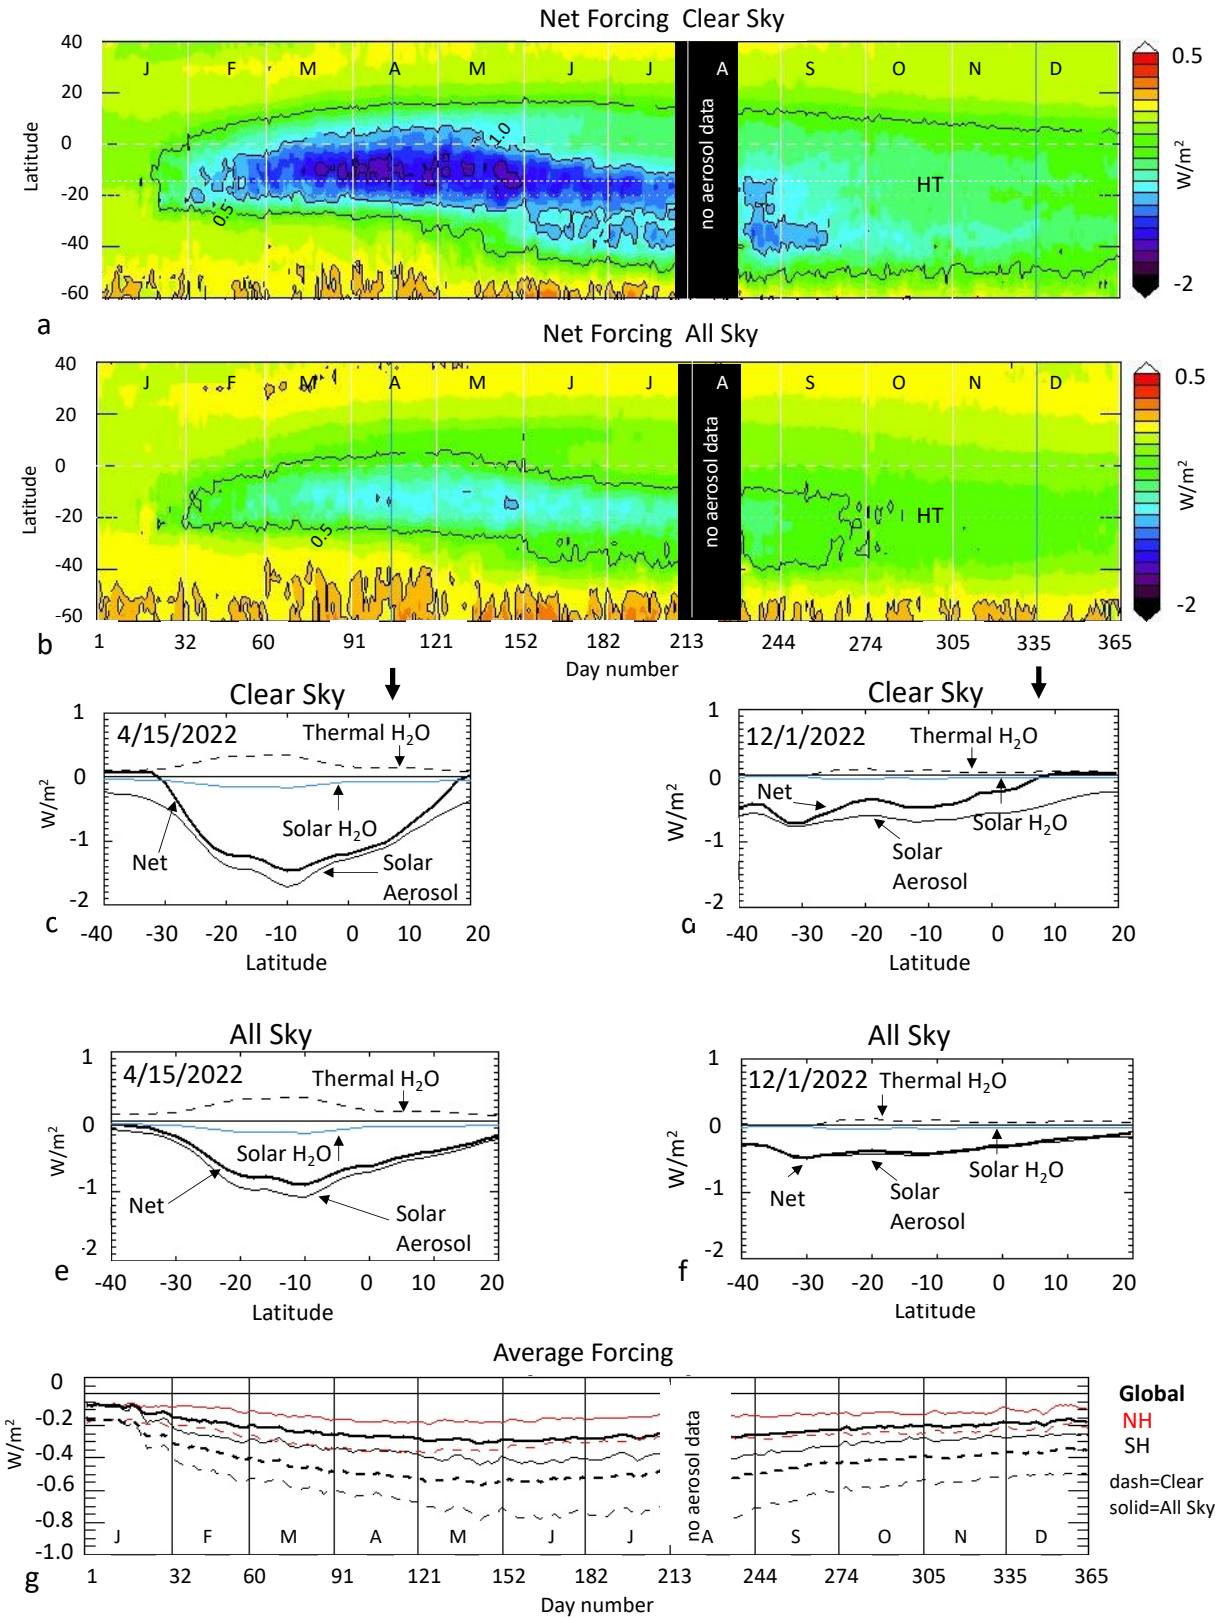 Net Forcing Clear Sky
40
20
0
-20
-40
-60
Latitude
J F M A M J J A S O N D
1.0
0.5
no aerosol data
HT
0.5
W/m²
-2
a
Net Forcing All Sky
40
20
0
-20
-40
-60
Latitude
J F M A M J J A S O N D
0.5
no aerosol data
HT
0.5
W/m²
-2
b
1 32 60 91 121 152 182 213 244 274 305 335 365
Day number
Clear Sky
4/15/2022
Thermal H₂O
Solar H₂O
Net
Solar
Aerosol
1
0
-1
-2
W/m²
c
-40 -30 -20 -10 0 10 20
Latitude
Clear Sky
12/1/2022
Thermal H₂O
Net
Solar H₂O
Solar
Aerosol
1
0
-1
-2
W/m²
d
-40 -30 -20 -10 0 10 20
Latitude
All Sky
4/15/2022
Thermal H₂O
Solar H₂O
Net
Solar
Aerosol
1
0
-1
-2
W/m²
e
-40 -30 -20 -10 0 10 20
Latitude
All Sky
12/1/2022
Thermal H₂O
Solar H₂O
Net
Solar
Aerosol
1
0
-1
-2
W/m²
f
-40 -30 -20 -10 0 10 20
Latitude
Average Forcing
0
-0.2
-0.4
-0.6
-0.8
-1.0
W/m²
no aerosol data
J F M A M J J A S O N D
Global
NH
SH
dash=Clear
solid=All Sky
g
1 32 60 91 121 152 182 213 244 274 305 335 365
Day number